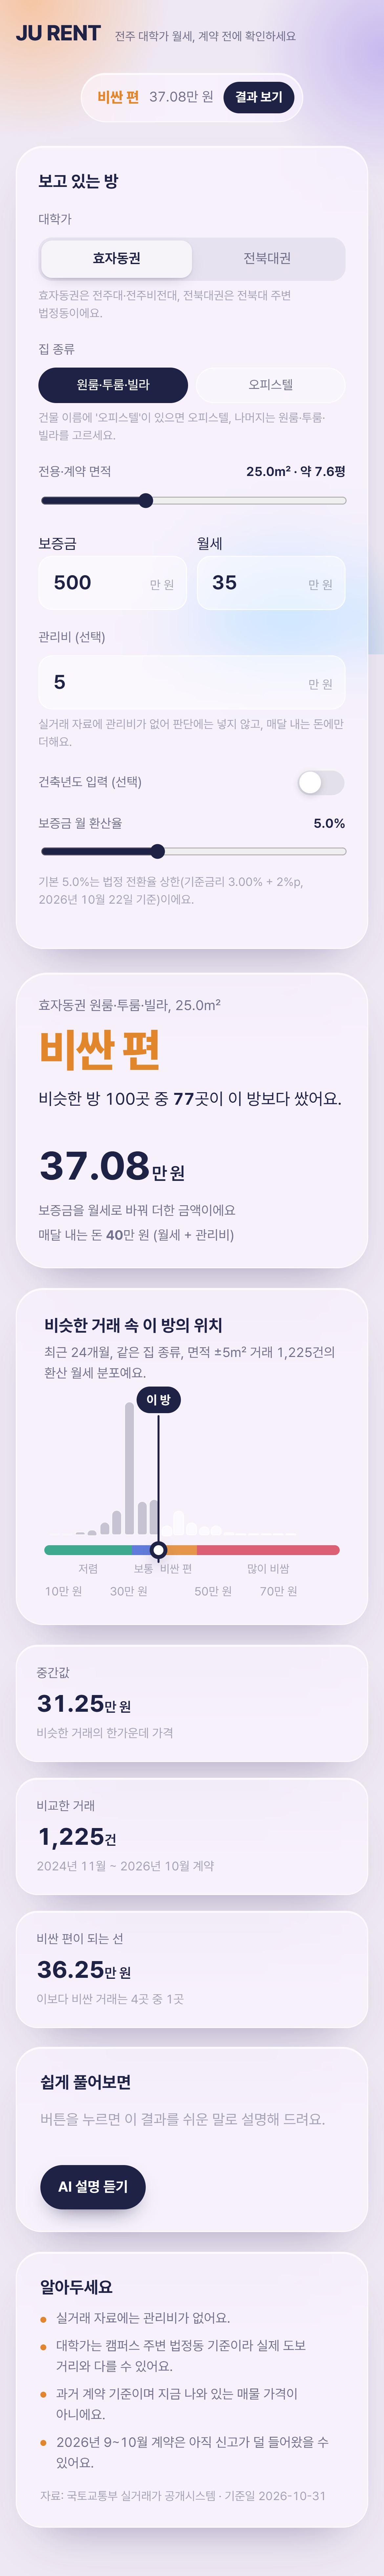 JU RENT 전주 대학가 월세, 계약 전에 확인하세요
비싼 편 37.08만 원 결과 보기
보고 있는 방
대학가
효자동권 전북대권
효자동권은 전주대·전주비전대, 전북대권은 전북대 주변
법정동이에요.
집 종류
원룸·투룸·빌라 오피스텔
건물 이름에 '오피스텔'이 있으면 오피스텔, 나머지는 원룸·투룸·
빌라를 고르세요.
전용·계약 면적 25.0m² · 약 7.6평
보증금 월세
500 만 원 35 만 원
관리비 (선택)
5 만 원
실거래 자료에 관리비가 없어 판단에는 넣지 않고, 매달 내는 돈에만
더해요.
건축년도 입력 (선택)
보증금 월 환산율 5.0%
기본 5.0%는 법정 전환율 상한(기준금리 3.00% + 2%p,
2026년 10월 22일 기준)이에요.
효자동권 원룸·투룸·빌라, 25.0m²
비싼 편
비슷한 방 100곳 중 77곳이 이 방보다 쌌어요.
37.08만 원
보증금을 월세로 바꿔 더한 금액이에요
매달 내는 돈 40만 원 (월세 + 관리비)
비슷한 거래 속 이 방의 위치
최근 24개월, 같은 집 종류, 면적 ±5m² 거래 1,225건의
환산 월세 분포예요.
이 방
저렴 보통 비싼 편 많이 비쌈
10만 원 30만 원 50만 원 70만 원
중간값
31.25만 원
비슷한 거래의 한가운데 가격
비교한 거래
1,225건
2024년 11월 ~ 2026년 10월 계약
비싼 편이 되는 선
36.25만 원
이보다 비싼 거래는 4곳 중 1곳
쉽게 풀어보면
버튼을 누르면 이 결과를 쉬운 말로 설명해 드려요.
AI 설명 듣기
알아두세요
실거래 자료에는 관리비가 없어요.
대학가는 캠퍼스 주변 법정동 기준이라 실제 도보
거리와 다를 수 있어요.
과거 계약 기준이며 지금 나와 있는 매물 가격이
아니에요.
2026년 9~10월 계약은 아직 신고가 덜 들어왔을 수
있어요.
자료: 국토교통부 실거래가 공개시스템 · 기준일 2026-10-31